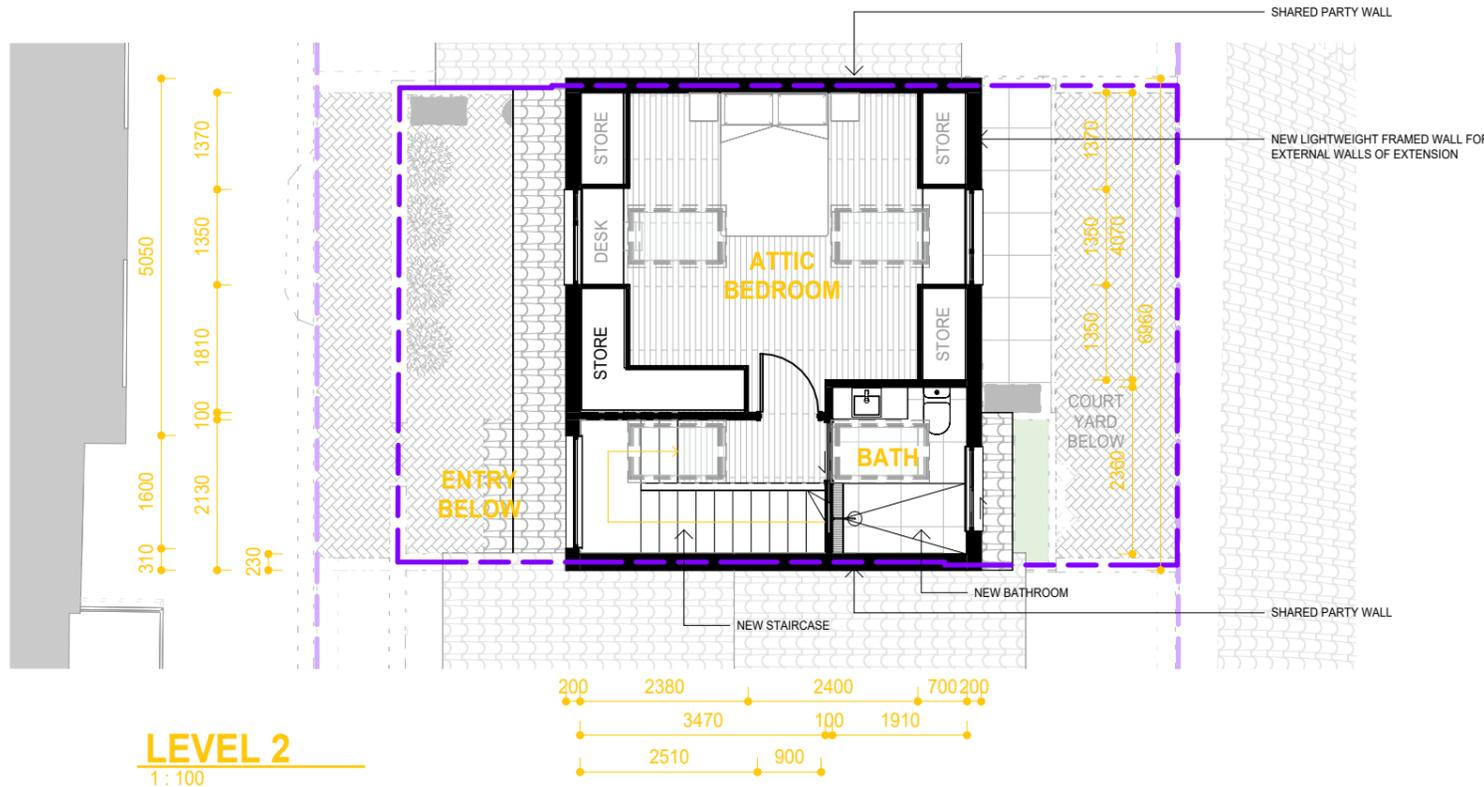 SHARED PARTY WALL
NEW LIGHTWEIGHT FRAMED WALL FOR
EXTERNAL WALLS OF EXTENSION
STORE
STORE
DESK
ATTIC
BEDROOM
STORE
STORE
BATH
ENTRY
BELOW
COURT
YARD
BELOW
NEW BATHROOM
NEW STAIRCASE
SHARED PARTY WALL
5050
1600
310
1370
1350
1810
100
2130
230
1370
1350
1350
4070
2360
6960
200
2380
2400
700
200
3470
100
1910
2510
900
LEVEL 2
1 : 100